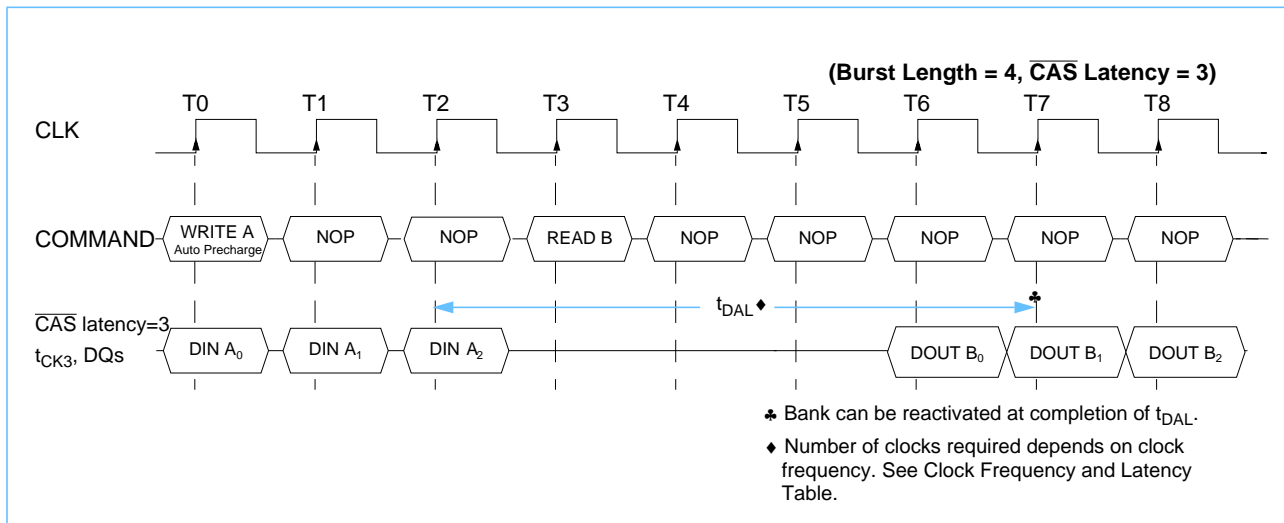 (Burst Length = 4, C̅A̅S̅ Latency = 3)
T0 T1 T2 T3 T4 T5 T6 T7 T8
CLK
COMMAND
WRITE A
Auto Precharge
NOP NOP READ B NOP NOP NOP NOP NOP
tDAL ♦ ♣
C̅A̅S̅ latency=3
tCK3, DQs
DIN A0 DIN A1 DIN A2 DOUT B0 DOUT B1 DOUT B2
♣ Bank can be reactivated at completion of tDAL.
♦ Number of clocks required depends on clock
frequency. See Clock Frequency and Latency
Table.